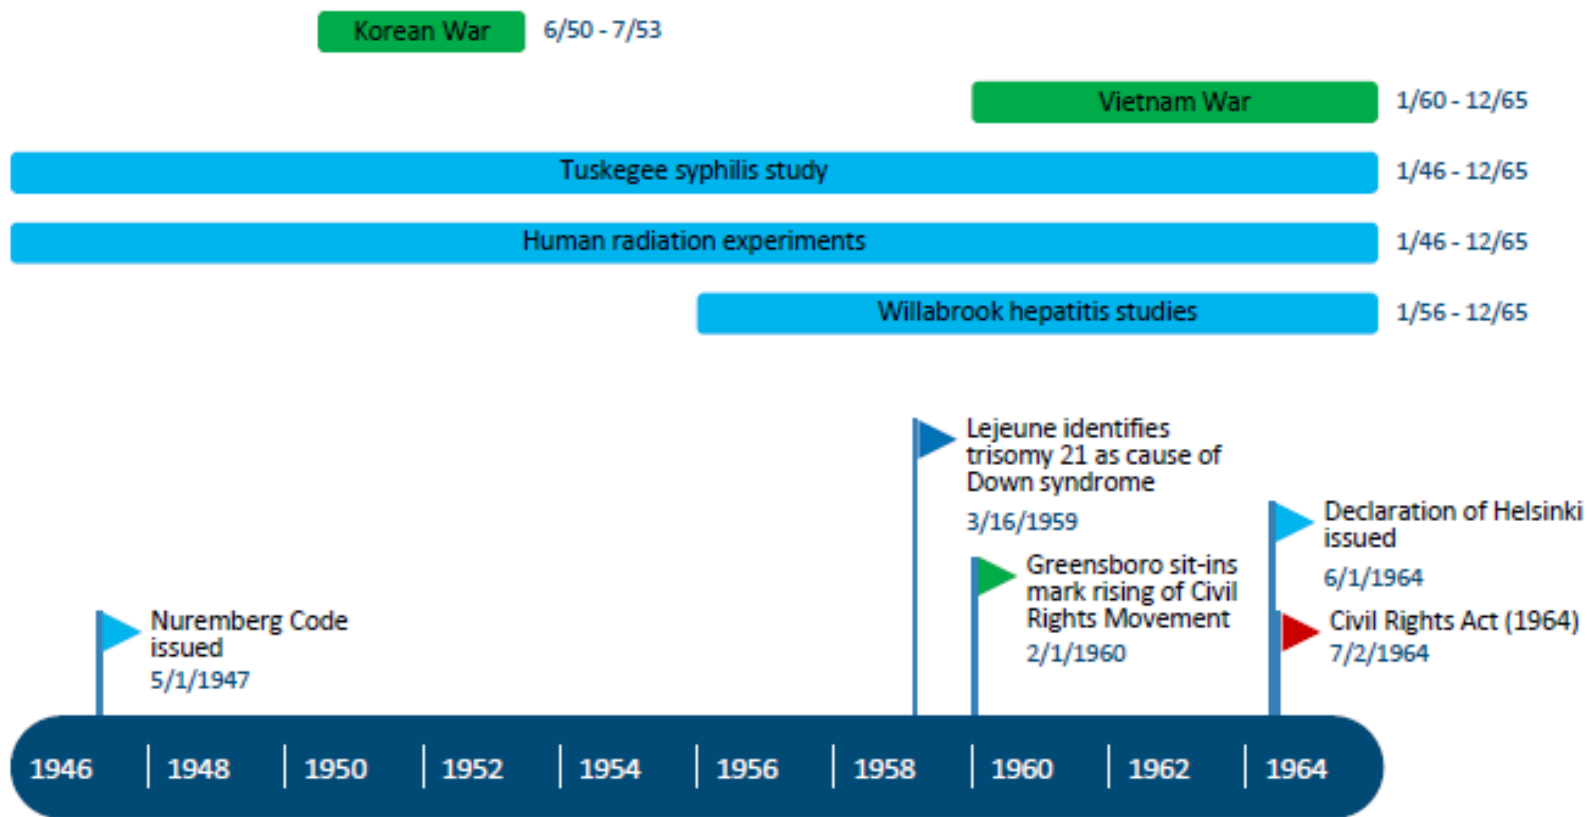 Korean War 6/50 - 7/53
Vietnam War 1/60 - 12/65
Tuskegee syphilis study 1/46 - 12/65
Human radiation experiments 1/46 - 12/65
Willabrook hepatitis studies 1/56 - 12/65
Lejeune identifies
trisomy 21 as cause of
Down syndrome
3/16/1959
Declaration of Helsinki
issued
6/1/1964
Greensboro sit-ins
mark rising of Civil
Rights Movement
2/1/1960
Nuremberg Code
issued
5/1/1947
Civil Rights Act (1964)
7/2/1964
1946 1948 1950 1952 1954 1956 1958 1960 1962 1964